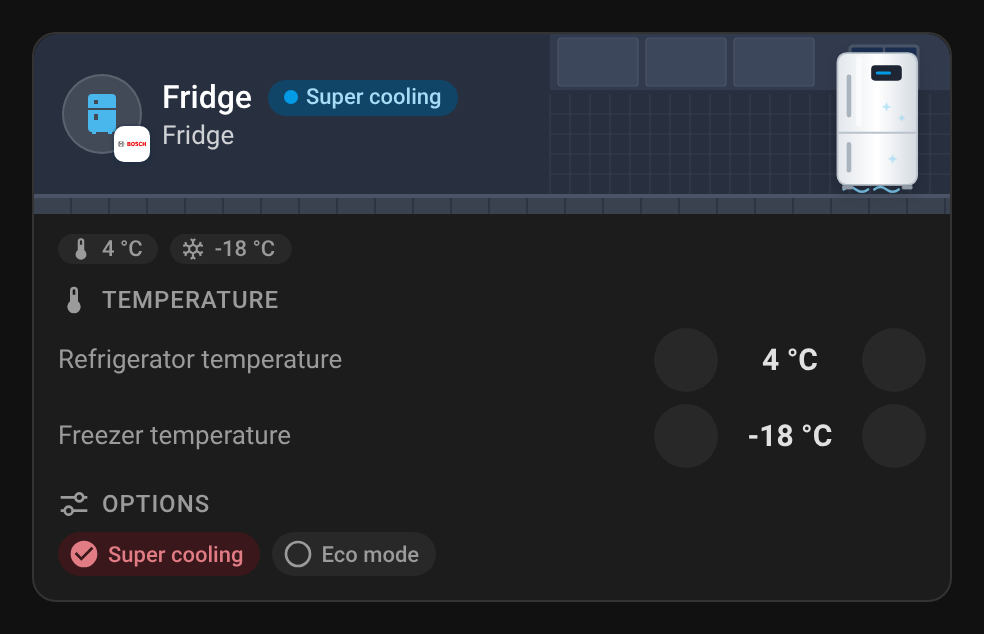 Fridge
Super cooling
Fridge
BOSCH
4 °C
-18 °C
TEMPERATURE
Refrigerator temperature
4 °C
Freezer temperature
-18 °C
OPTIONS
Super cooling
Eco mode